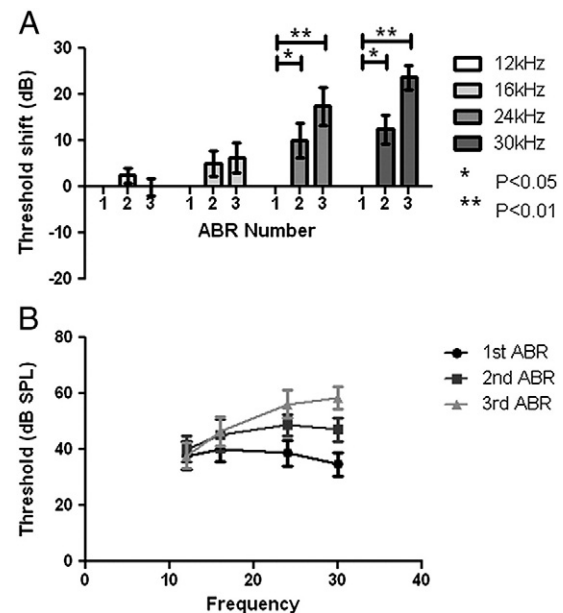 A
Threshold shift (dB)
30
20
10
0
-10
-20
1 2 3 1 2 3 1 2 3 1 2 3
ABR Number
** **
* *
12kHz
16kHz
24kHz
30kHz
* P<0.05
** P<0.01
B
Threshold (dB SPL)
80
60
40
20
0
0 10 20 30 40
Frequency
1st ABR
2nd ABR
3rd ABR